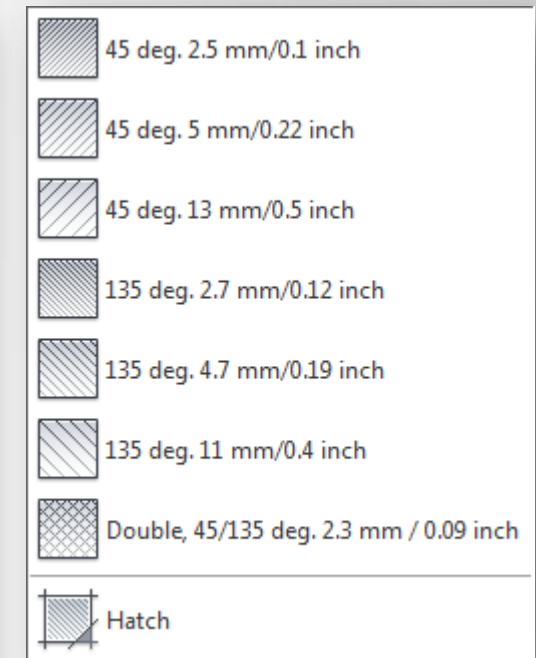 45 deg. 2.5 mm/0.1 inch
45 deg. 5 mm/0.22 inch
45 deg. 13 mm/0.5 inch
135 deg. 2.7 mm/0.12 inch
135 deg. 4.7 mm/0.19 inch
135 deg. 11 mm/0.4 inch
Double, 45/135 deg. 2.3 mm / 0.09 inch
Hatch